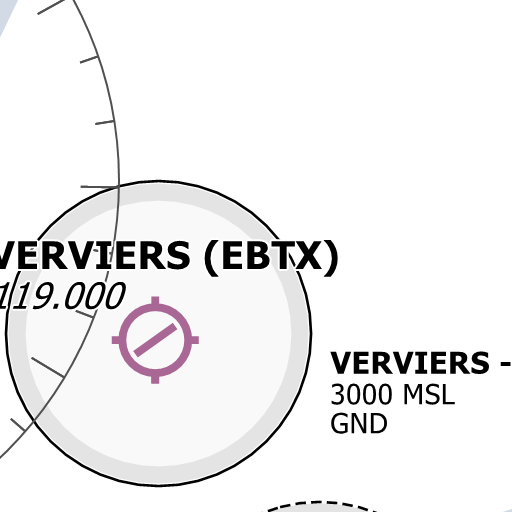 VERVIERS (EBTX)
119.000
VERVIERS -
3000 MSL
GND